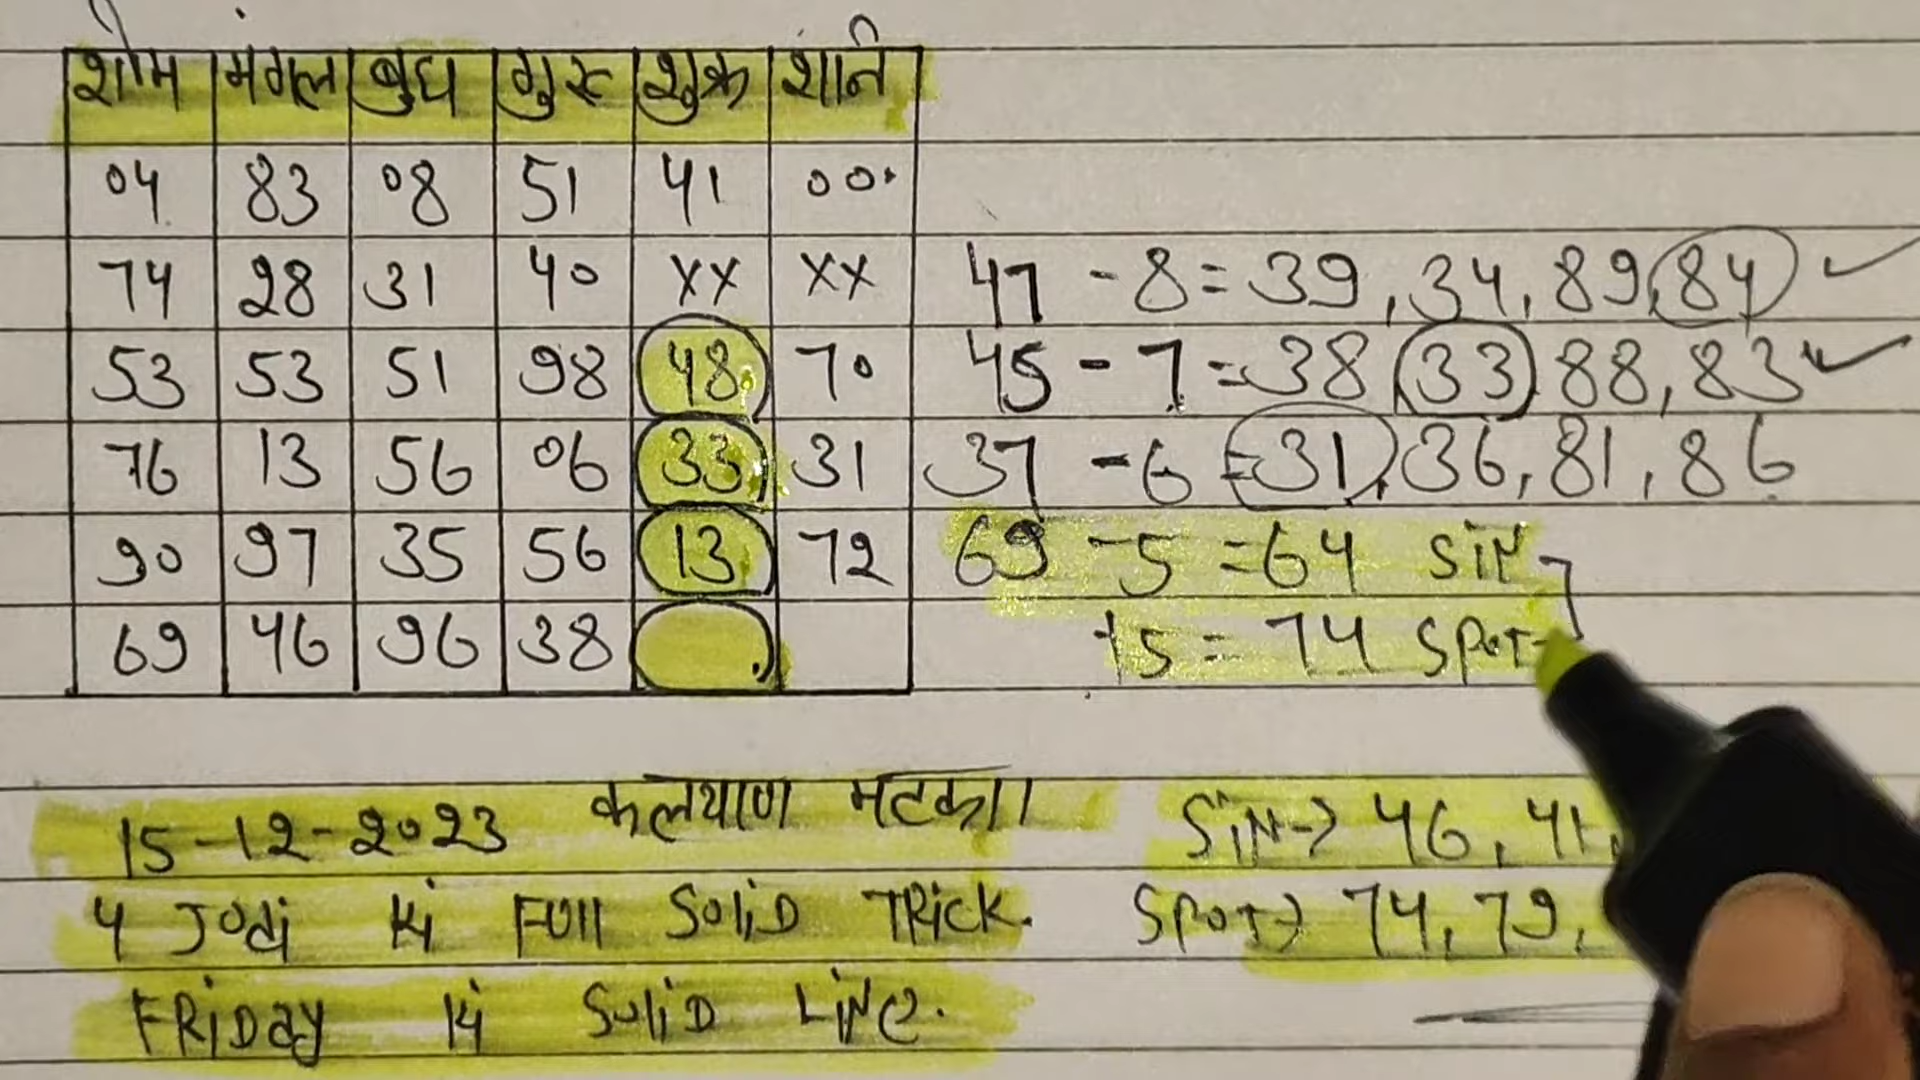 शोम मंगल बुध गुरू शुक्र शनि
04 83 08 51 41 00
74 28 31 40 XX XX 47 -8=39,34,89,84
53 53 51 98 48 70 45 - 7=38 33 88,83
76 13 56 06 33 31 37 -6 =31,36,81,86
90 97 35 56 13 72 69 -5 =64 SiN
69 46 96 38 +5=74 SPOT
15-12-2023 कल्याण मटका। SiN→ 46, 41,
4 Jodi Ki FUll SoliD TRick. SPOT→ 74,79,
FRiDay Ki SoliD LiNe.